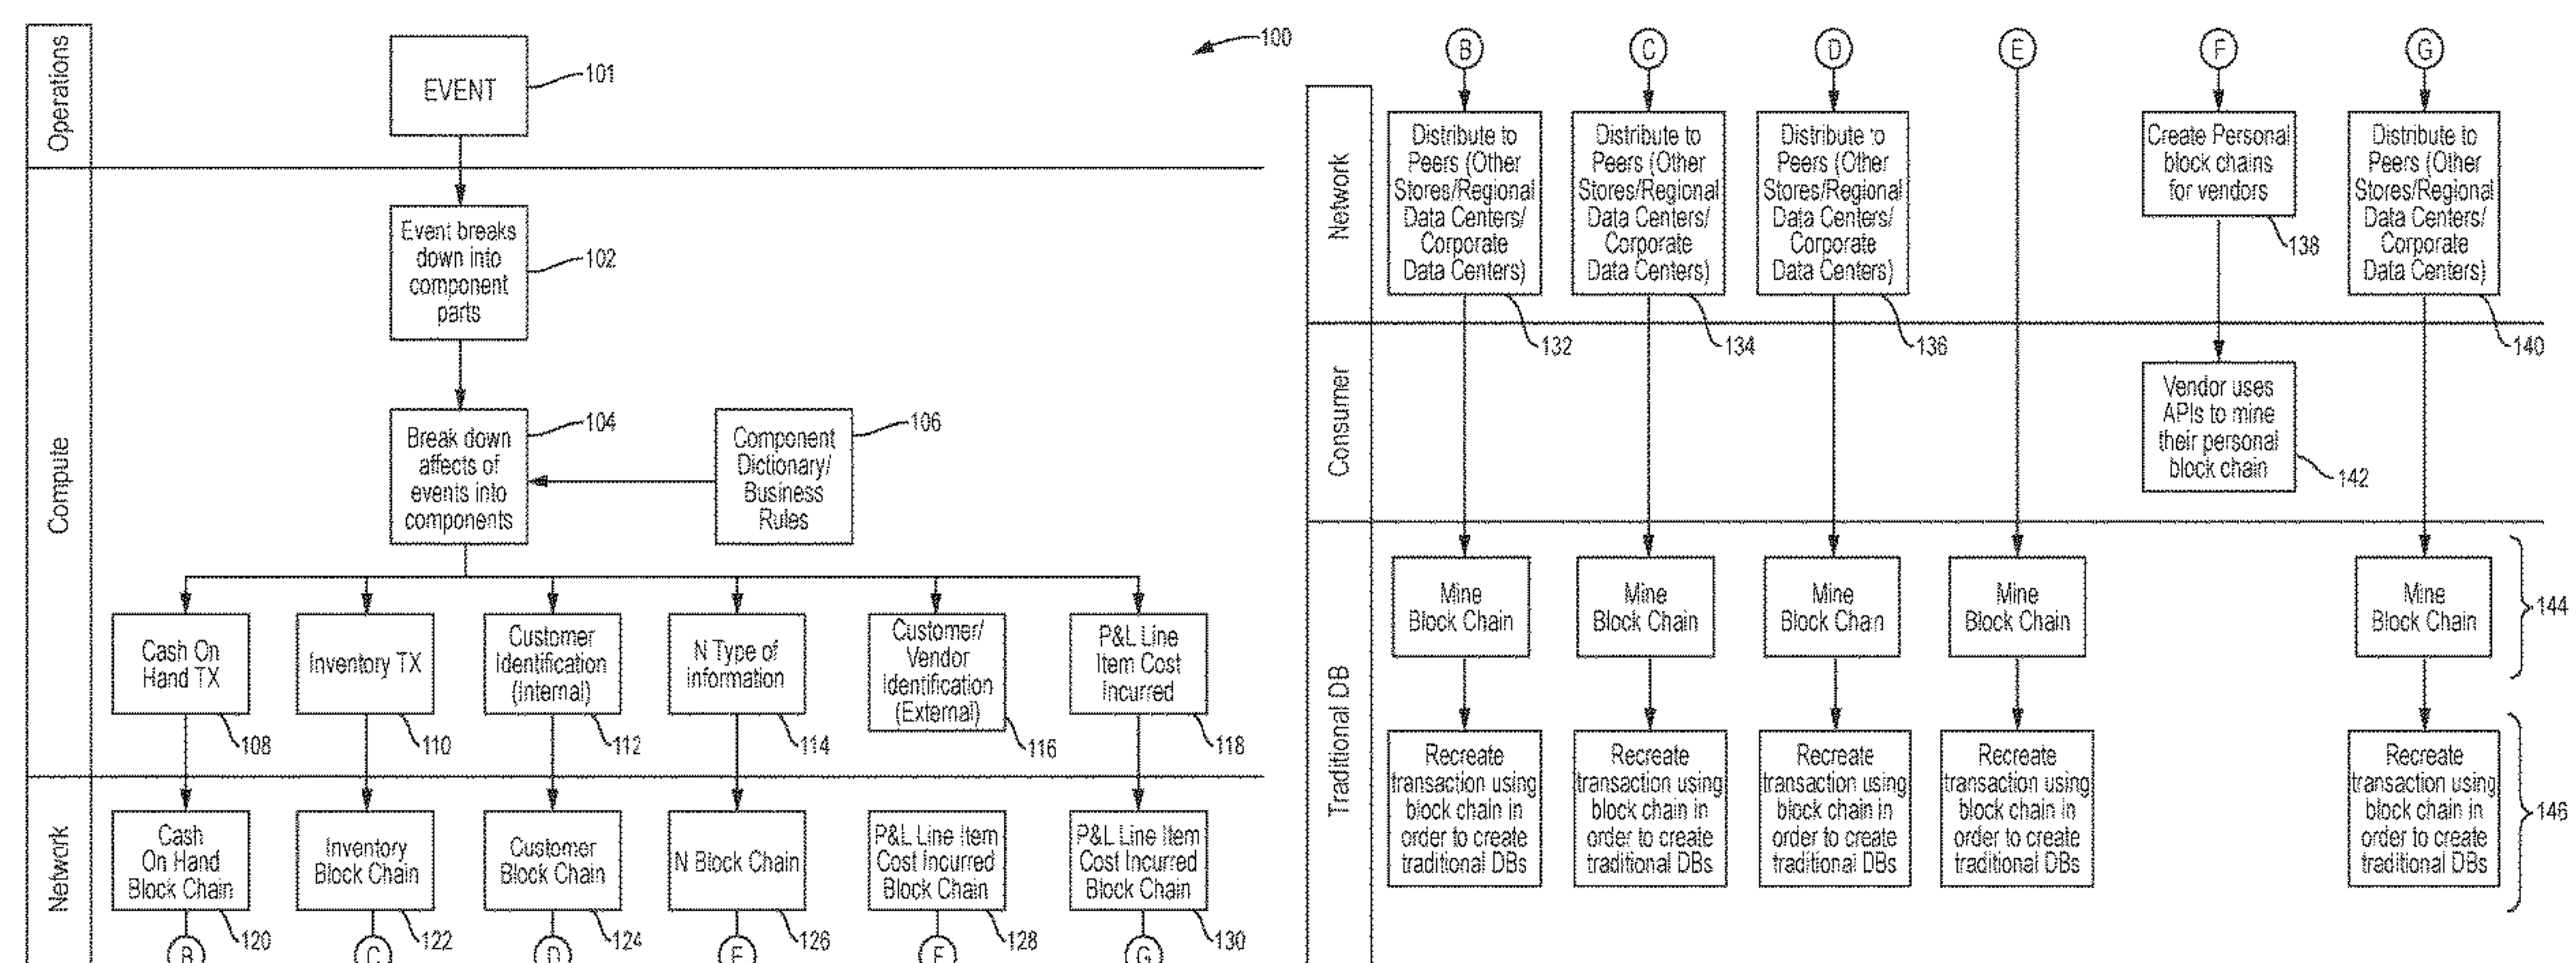 Operations
EVENT
101
100
Compute
Event breaks
down into
component
parts
102
Break down
affects of
events into
components
104
Component
Dictionary/
Business
Rules
106
Cash On
Hand TX
108
Inventory TX
110
Customer
Identification
(Internal)
112
N Type of
information
114
Customer/
Vendor
Identification
(External)
116
P&L Line
Item Cost
Incurred
118
Network
Cash
On Hand
Block Chain
120
Inventory
Block Chain
122
Customer
Block Chain
124
N Block Chain
126
P&L Line Item
Cost Incurred
Block Chain
128
P&L Line Item
Cost Incurred
Block Chain
130
B
C
D
E
F
G
B
C
D
E
F
G
Network
Distribute to
Peers (Other
Stores/Regional
Data Centers/
Corporate
Data Centers)
132
Distribute to
Peers (Other
Stores/Regional
Data Centers/
Corporate
Data Centers)
134
Distribute to
Peers (Other
Stores/Regional
Data Centers/
Corporate
Data Centers)
136
Create Personal
block chains
for vendors
138
Distribute to
Peers (Other
Stores/Regional
Data Centers/
Corporate
Data Centers)
140
Consumer
Vendor uses
APIs to mine
their personal
block chain
142
Traditional DB
Mine
Block Chain
Mine
Block Chain
Mine
Block Chain
Mine
Block Chain
Mine
Block Chain
144
Recreate
transaction using
block chain in
order to create
traditional DBs
Recreate
transaction using
block chain in
order to create
traditional DBs
Recreate
transaction using
block chain in
order to create
traditional DBs
Recreate
transaction using
block chain in
order to create
traditional DBs
Recreate
transaction using
block chain in
order to create
traditional DBs
146